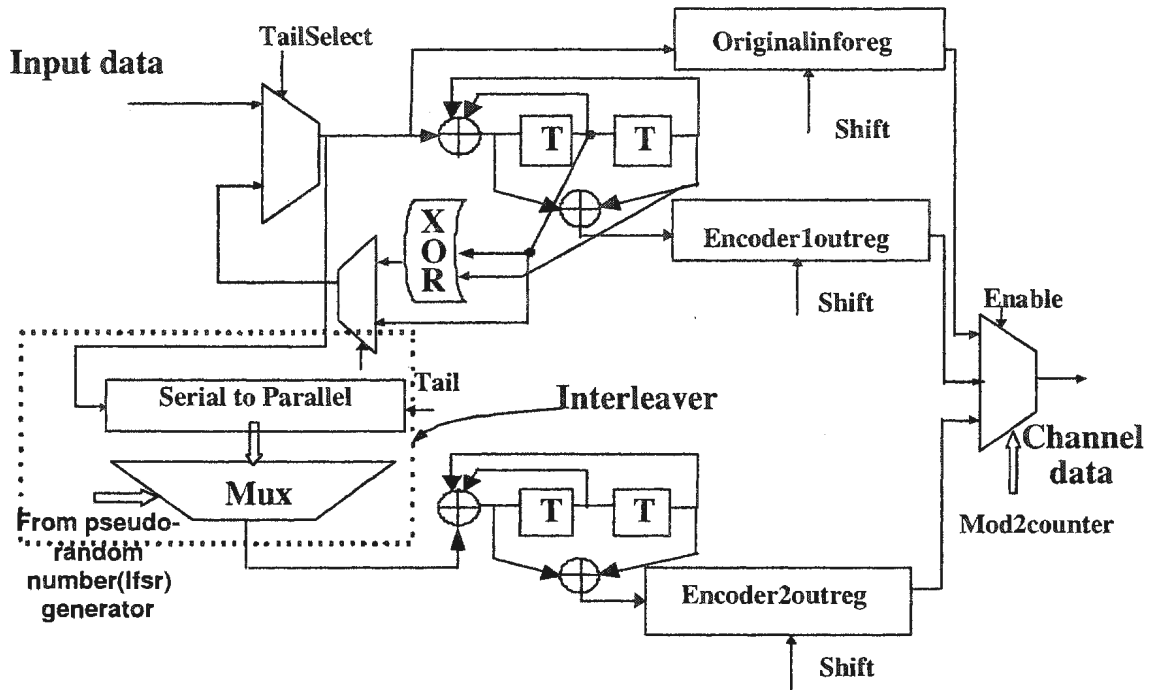 TailSelect
Input data
Originalinforeg
Shift
T
T
X
O
R
Encoder1outreg
Shift
Enable
Serial to Parallel
Tail
Interleaver
Mux
From pseudo-
random
number(lfsr)
generator
T
T
Channel
data
Mod2counter
Encoder2outreg
Shift